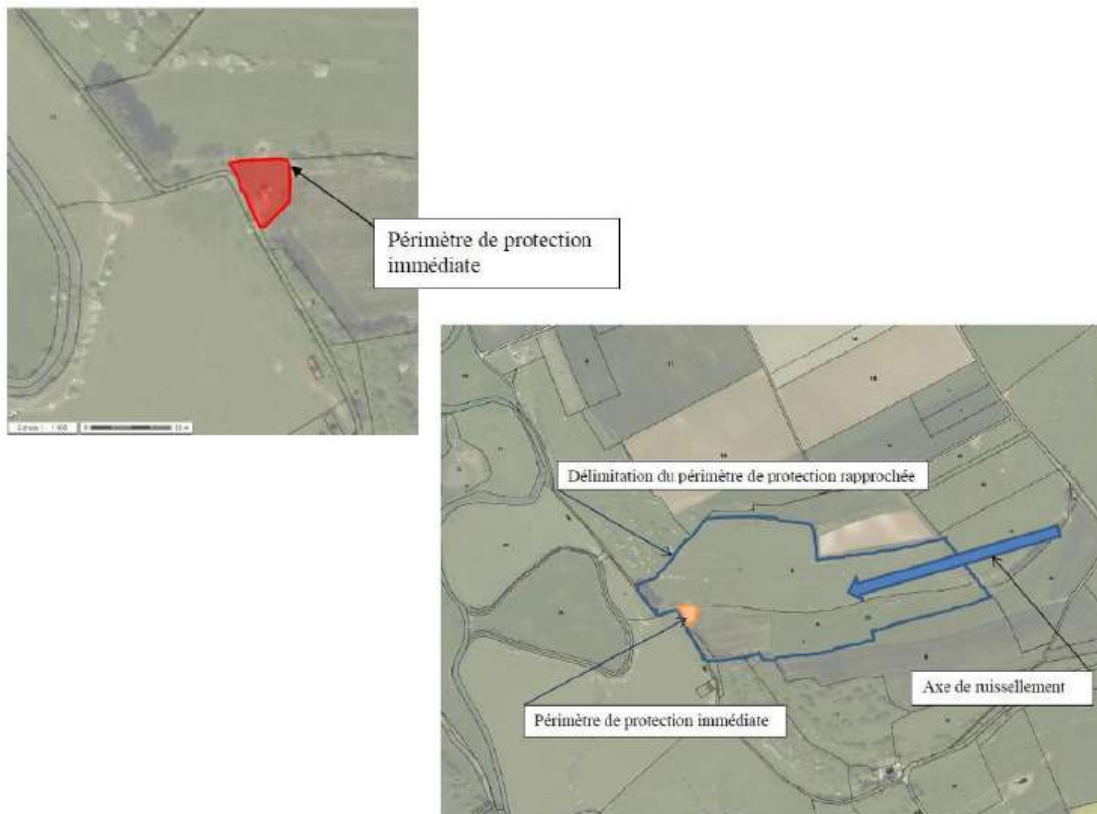 Périmètre de protection
immédiate
Délimitation du périmètre de protection rapprochée
Axe de ruissellement
Périmètre de protection immédiate